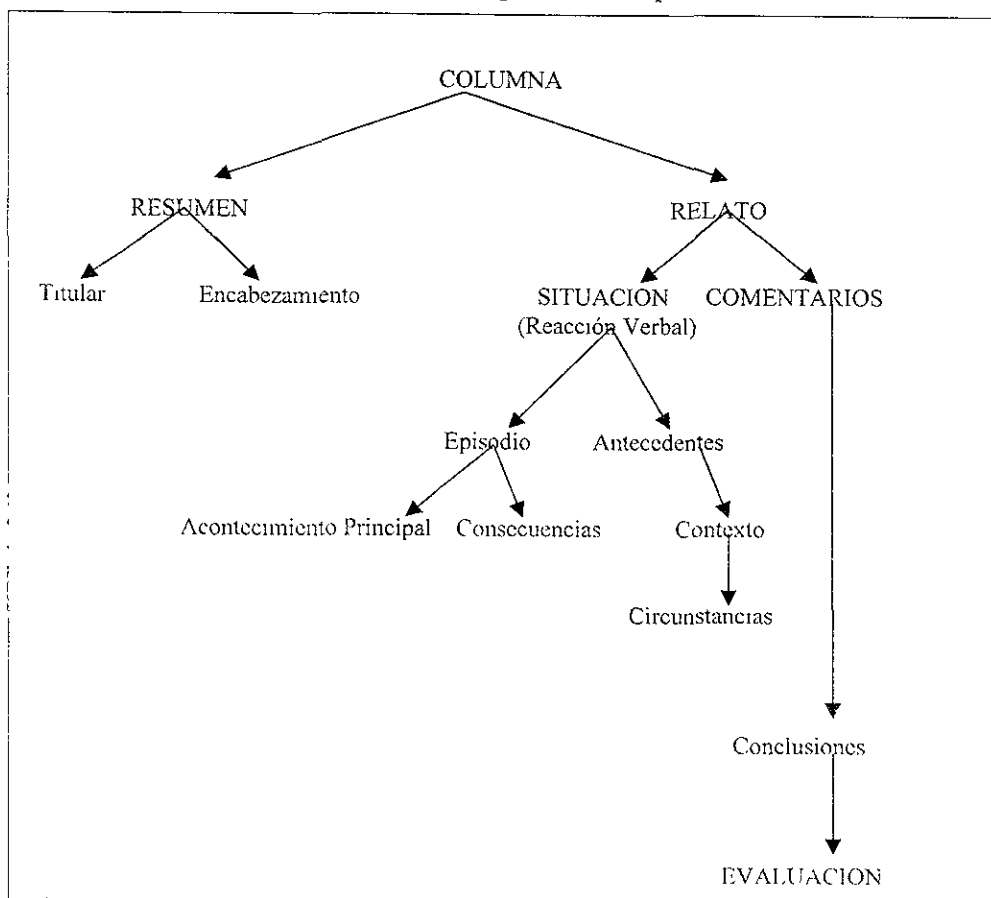 COLUMNA
RESUMEN RELATO
Titular Encabezamiento SITUACION COMENTARIOS
(Reacción Verbal)
Episodio Antecedentes
Acontecimiento Principal Consecuencias Contexto
Circunstancias
Conclusiones
EVALUACION